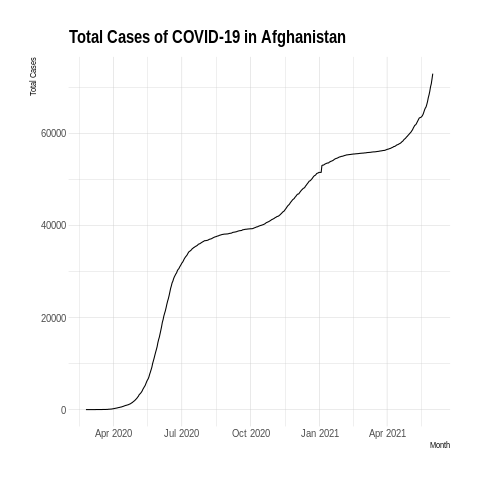 Total Cases of COVID-19 in Afghanistan
Total Cases
60000
40000
20000
0
Apr 2020 Jul 2020 Oct 2020 Jan 2021 Apr 2021
Month